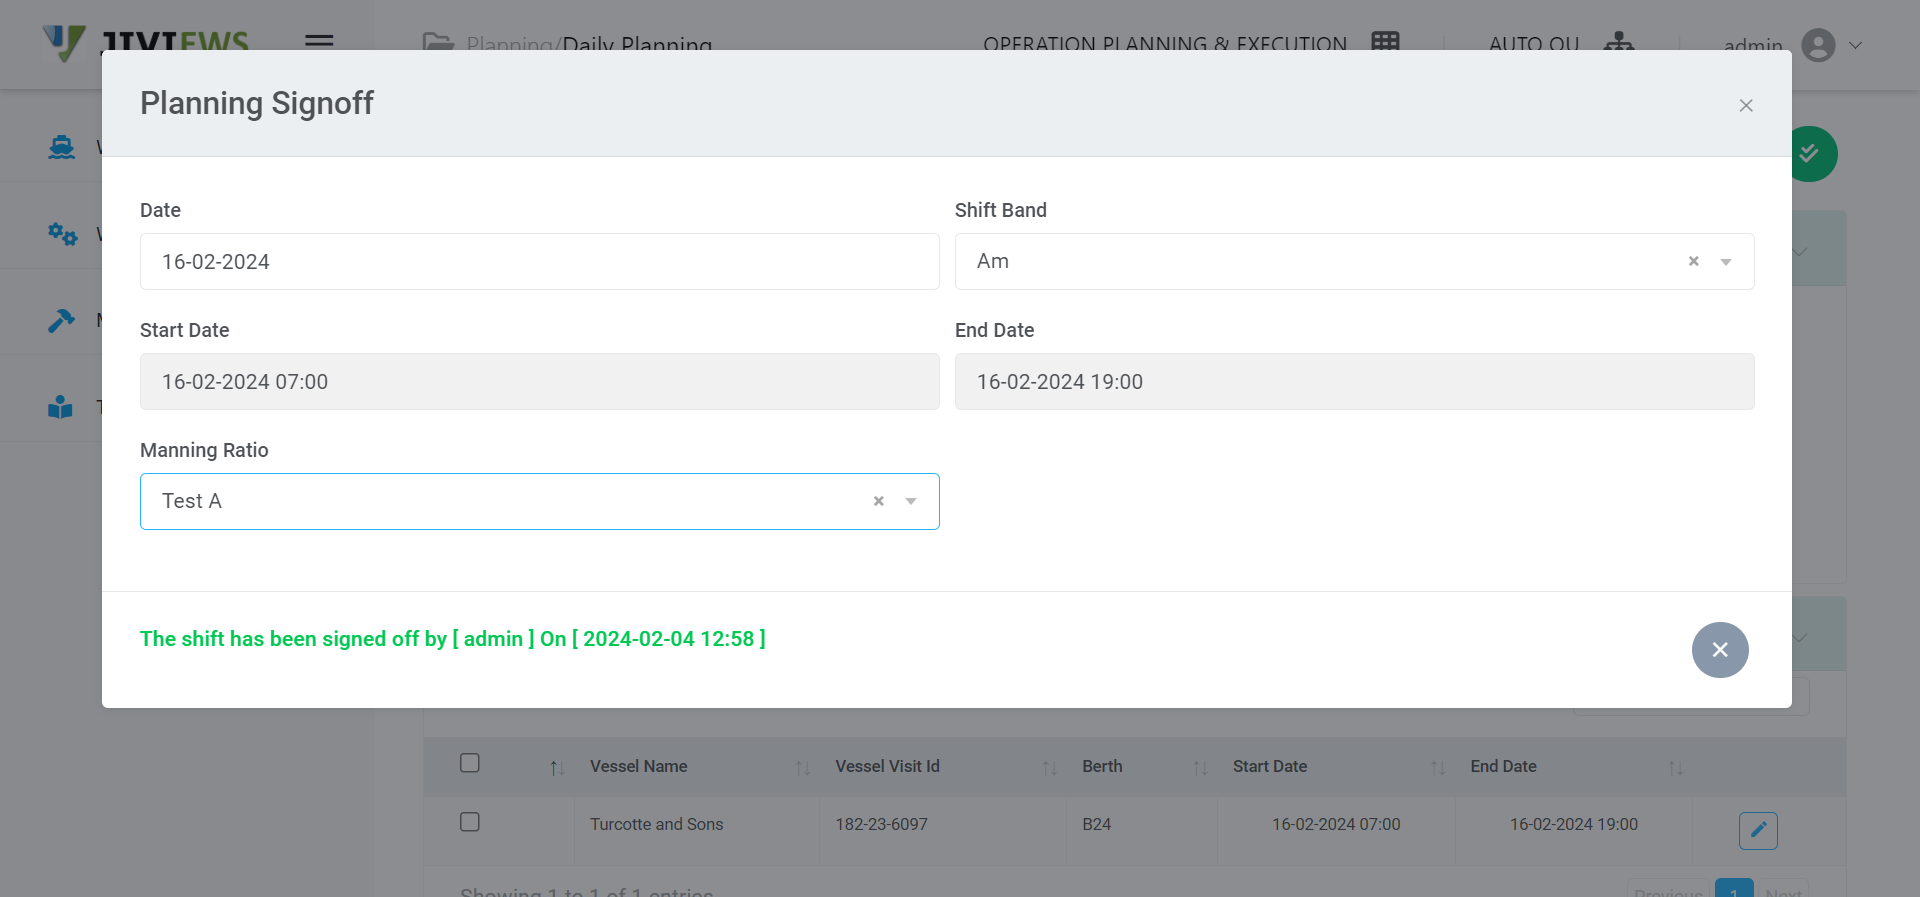 JIVIEWS
Planning/Daily Planning
OPERATION PLANNING & EXECUTION
AUTO OU
admin
Planning Signoff
Date
Shift Band
16-02-2024
Am
Start Date
End Date
16-02-2024 07:00
16-02-2024 19:00
Manning Ratio
Test A
The shift has been signed off by [ admin ] On [ 2024-02-04 12:58 ]
Vessel Name
Vessel Visit Id
Berth
Start Date
End Date
Turcotte and Sons
182-23-6097
B24
16-02-2024 07:00
16-02-2024 19:00
Showing 1 to 1 of 1 entries
Previous
1
Next